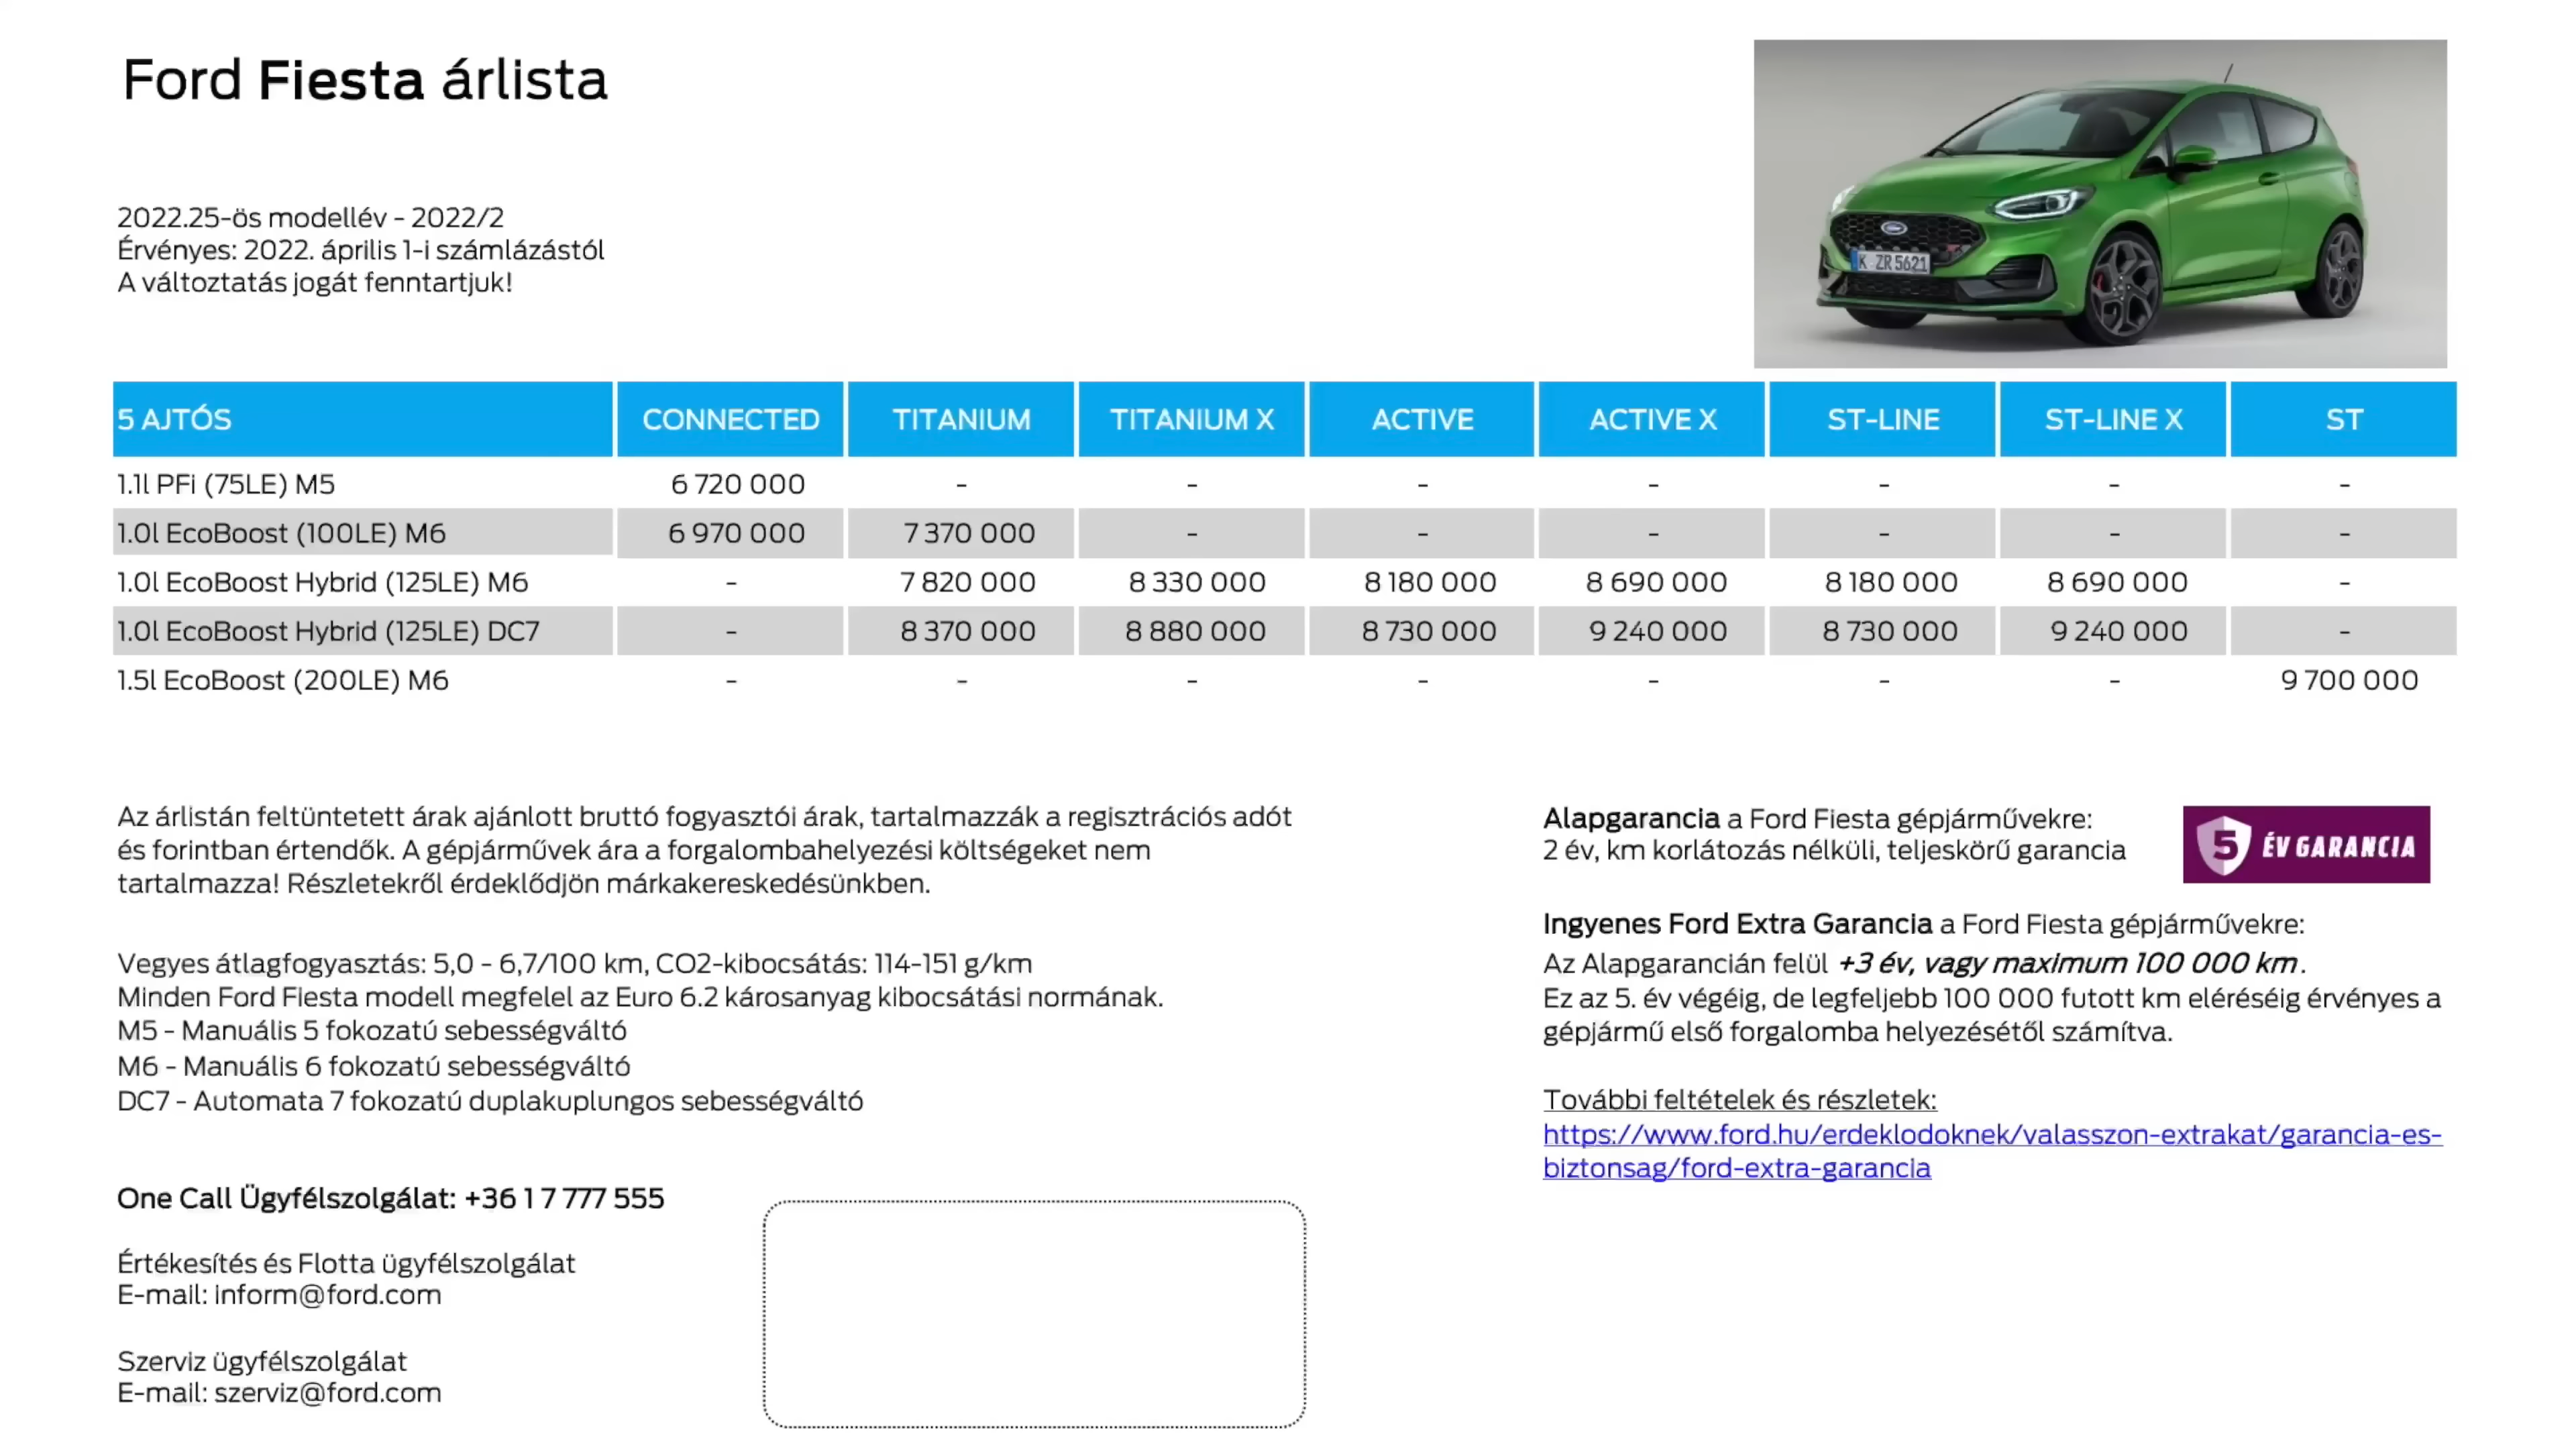 Ford Fiesta árlista
K ZR 5621
2022.25-ös modellév - 2022/2
Érvényes: 2022. április 1-i számlázástól
A változtatás jogát fenntartjuk!
5 AJTÓS CONNECTED TITANIUM TITANIUM X ACTIVE ACTIVE X ST-LINE ST-LINE X ST
1.1l PFi (75LE) M5 6 720 000 - - - - - - -
1.0l EcoBoost (100LE) M6 6 970 000 7 370 000 - - - - - -
1.0l EcoBoost Hybrid (125LE) M6 - 7 820 000 8 330 000 8 180 000 8 690 000 8 180 000 8 690 000 -
1.0l EcoBoost Hybrid (125LE) DC7 - 8 370 000 8 880 000 8 730 000 9 240 000 8 730 000 9 240 000 -
1.5l EcoBoost (200LE) M6 - - - - - - - 9 700 000
Az árlistán feltüntetett árak ajánlott bruttó fogyasztói árak, tartalmazzák a regisztrációs adót
és forintban értendők. A gépjárművek ára a forgalombahelyezési költségeket nem
tartalmazza! Részletekről érdeklődjön márkakereskedésünkben.
Vegyes átlagfogyasztás: 5,0 - 6,7/100 km, CO2-kibocsátás: 114-151 g/km
Minden Ford Fiesta modell megfelel az Euro 6.2 károsanyag kibocsátási normának.
M5 - Manuális 5 fokozatú sebességváltó
M6 - Manuális 6 fokozatú sebességváltó
DC7 - Automata 7 fokozatú duplakuplungos sebességváltó
One Call Ügyfélszolgálat: +36 1 7 777 555
Értékesítés és Flotta ügyfélszolgálat
E-mail: inform@ford.com
Szerviz ügyfélszolgálat
E-mail: szerviz@ford.com
Alapgarancia a Ford Fiesta gépjárművekre:
2 év, km korlátozás nélküli, teljeskörű garancia
5 ÉV GARANCIA
Ingyenes Ford Extra Garancia a Ford Fiesta gépjárművekre:
Az Alapgarancián felül +3 év, vagy maximum 100 000 km.
Ez az 5. év végéig, de legfeljebb 100 000 futott km eléréséig érvényes a
gépjármű első forgalomba helyezésétől számítva.
További feltételek és részletek:
https://www.ford.hu/erdeklodoknek/valasszon-extrakat/garancia-es-
biztonsag/ford-extra-garancia